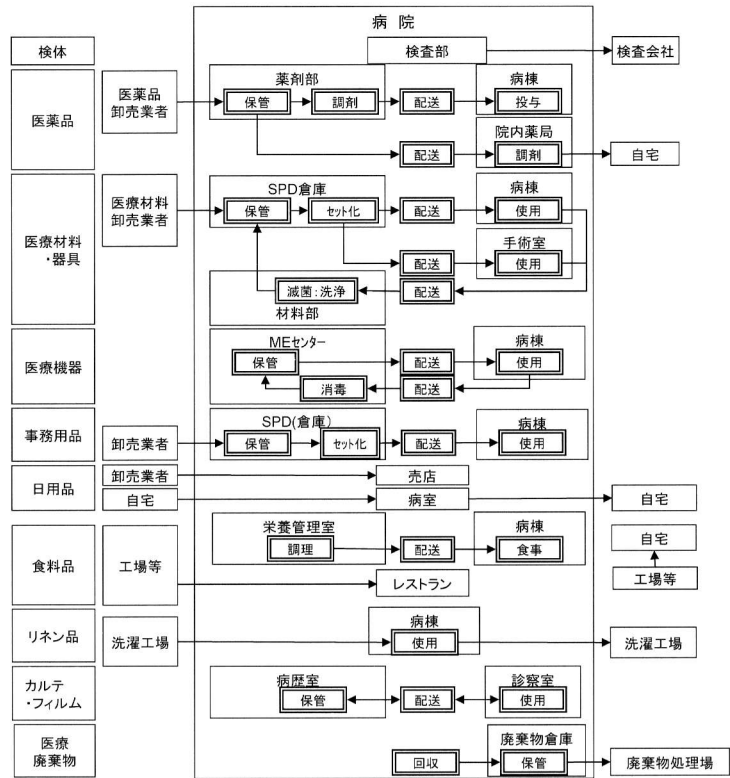 病院
検体
検査部
検査会社
医薬品
医薬品
卸売業者
薬剤部
保管
調剤
配送
病棟
投与
配送
院内薬局
調剤
自宅
医療材料
・器具
医療材料
卸売業者
SPD倉庫
保管
セット化
配送
病棟
使用
配送
手術室
使用
滅菌:洗浄
配送
材料部
医療機器
MEセンター
保管
配送
病棟
使用
消毒
配送
事務用品
卸売業者
SPD(倉庫)
保管
セット化
配送
病棟
使用
日用品
卸売業者
売店
自宅
病室
自宅
食料品
工場等
栄養管理室
調理
配送
病棟
食事
自宅
レストラン
工場等
リネン品
洗濯工場
病棟
使用
洗濯工場
カルテ
・フィルム
病歴室
保管
配送
診察室
使用
医療
廃棄物
回収
廃棄物倉庫
保管
廃棄物処理場